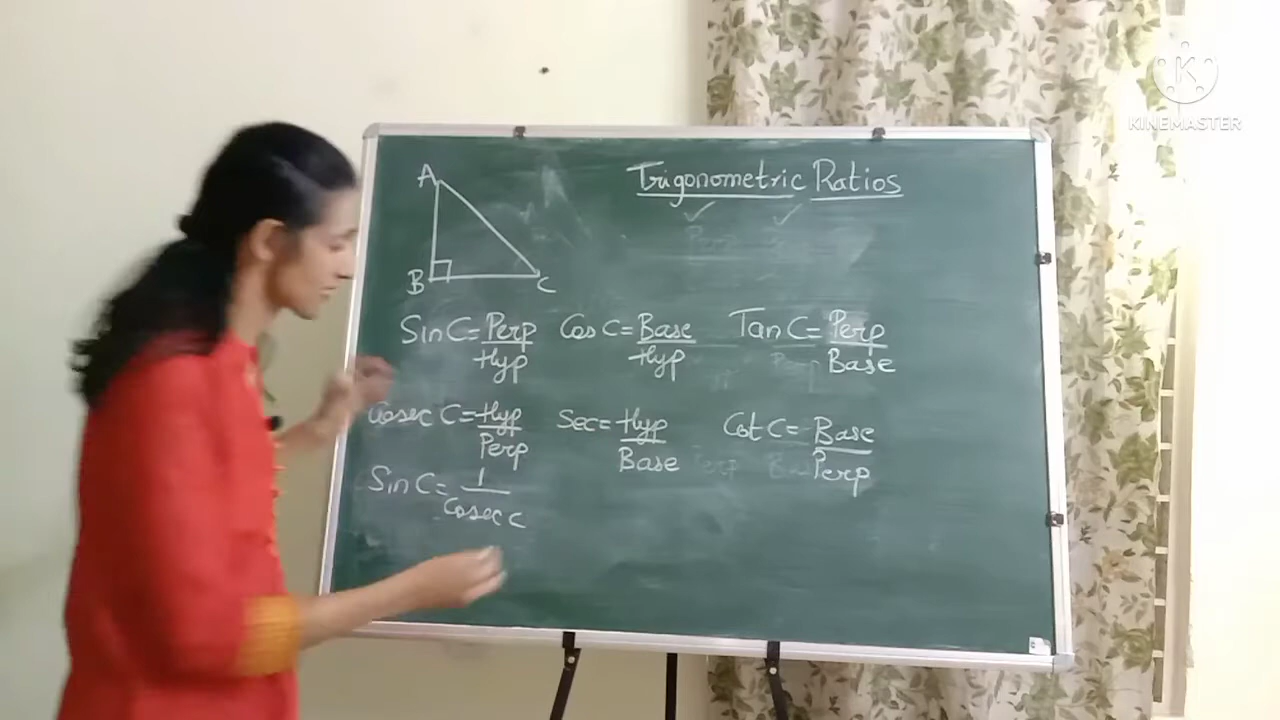 Trigonometric Ratios
A
B
C
Sin C = Perp/Hyp Cos C = Base/Hyp Tan C = Perp/Base
Cosec C = Hyp/Perp Sec = Hyp/Base Cot C = Base/Perp
Sin C = 1/Cosec C
KINEMASTER